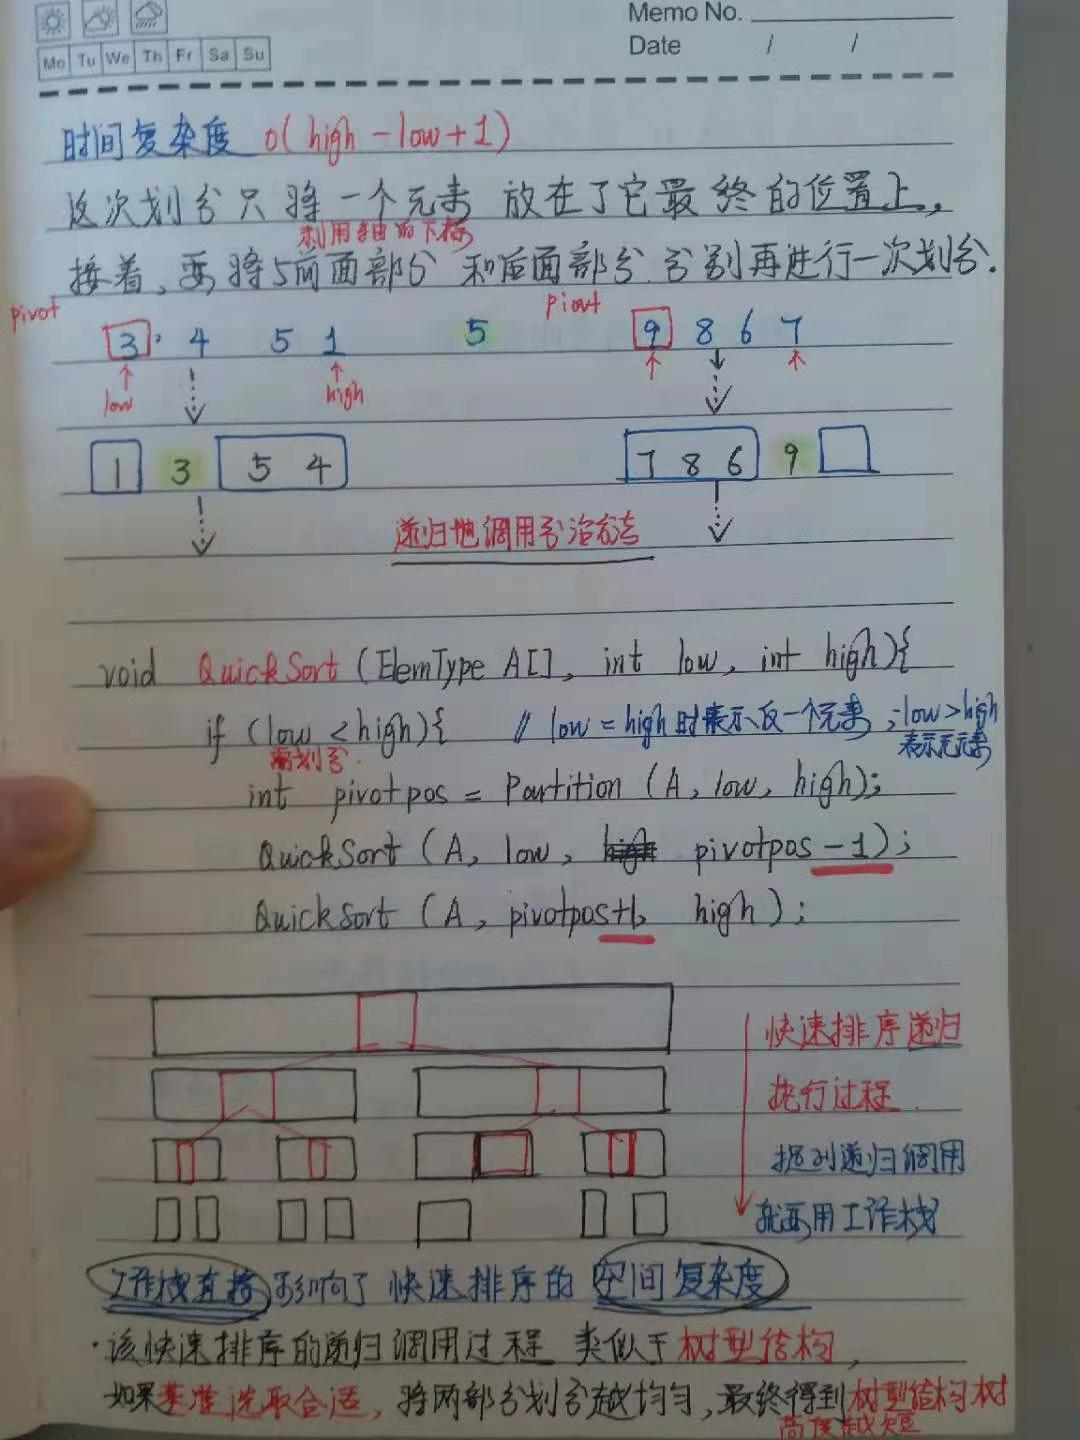 Memo No.
Mo Tu We Th Fr Sa Su
Date / /
时间复杂度 O( high - low + 1 )
这次划分只将一个元素 放在了它最终的位置上,
利用轴的下标
接着,要将5前面部分 和后面部分 分别再进行一次划分.
pivot
piovt
3, 4 5 1 5 9 8 6 7
low high
1 3 5 4 7 8 6 9
递归地调用分治方法
void QuickSort (ElemType A[], int low, int high){
if (low < high){ // low = high 时表示仅一个元素 ; low > high
需划分. 表示无元素
int pivotpos = Partition (A, low, high);
QuickSort (A, low, pivotpos - 1);
QuickSort (A, pivotpos+1, high);
快速排序递归
执行过程
提到递归调用
就要用工作栈
工作栈直接影响了快速排序的空间复杂度
·该快速排序的递归调用过程 类似于树型结构,
如果基准选取合适,将两部分划分越均匀,最终得到树型结构树
高度越短